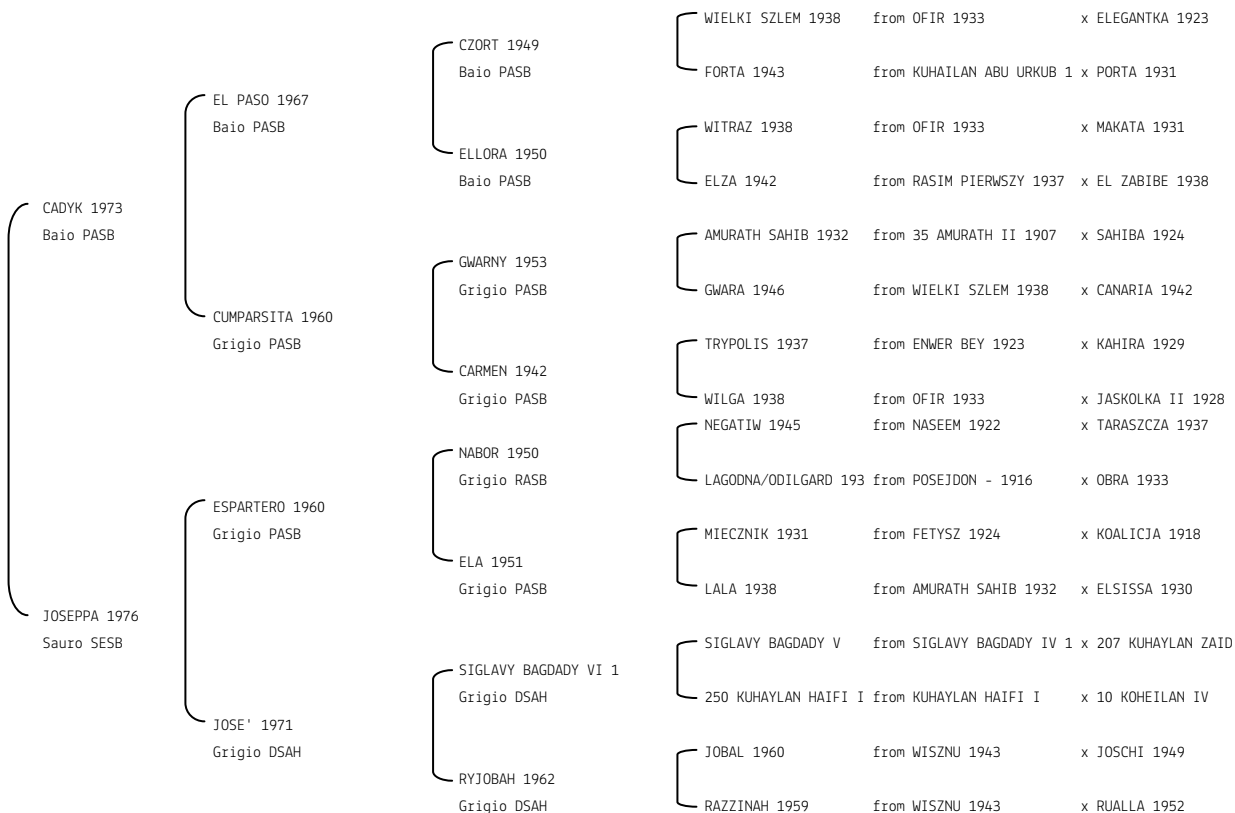 WIELKI SZLEM 1938 from OFIR 1933 x ELEGANTKA 1923
CZORT 1949
Baio PASB FORTA 1943 from KUHAILAN ABU URKUB 1 x PORTA 1931
EL PASO 1967
Baio PASB WITRAZ 1938 from OFIR 1933 x MAKATA 1931
ELLORA 1950
Baio PASB ELZA 1942 from RASIM PIERWSZY 1937 x EL ZABIBE 1938
CADYK 1973
Baio PASB AMURATH SAHIB 1932 from 35 AMURATH II 1907 x SAHIBA 1924
GWARNY 1953
Grigio PASB GWARA 1946 from WIELKI SZLEM 1938 x CANARIA 1942
CUMPARSITA 1960
Grigio PASB TRYPOLIS 1937 from ENWER BEY 1923 x KAHIRA 1929
CARMEN 1942
Grigio PASB WILGA 1938 from OFIR 1933 x JASKOLKA II 1928
NEGATIW 1945 from NASEEM 1922 x TARASZCZA 1937
NABOR 1950
Grigio RASB LAGODNA/ODILGARD 193 from POSEJDON - 1916 x OBRA 1933
ESPARTERO 1960
Grigio PASB MIECZNIK 1931 from FETYSZ 1924 x KOALICJA 1918
ELA 1951
Grigio PASB LALA 1938 from AMURATH SAHIB 1932 x ELSISSA 1930
JOSEPPA 1976
Sauro SESB SIGLAVY BAGDADY V from SIGLAVY BAGDADY IV 1 x 207 KUHAYLAN ZAID
SIGLAVY BAGDADY VI 1
Grigio DSAH 250 KUHAYLAN HAIFI I from KUHAYLAN HAIFI I x 10 KOHEILAN IV
JOSE' 1971
Grigio DSAH JOBAL 1960 from WISZNU 1943 x JOSCHI 1949
RYJOBAH 1962
Grigio DSAH RAZZINAH 1959 from WISZNU 1943 x RUALLA 1952